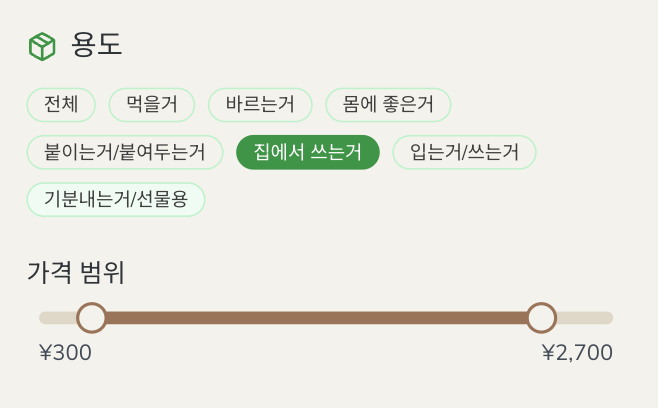 용도
전체 먹을거 바르는거 몸에 좋은거
붙이는거/붙여두는거 집에서 쓰는거 입는거/쓰는거
기분내는거/선물용
가격 범위
¥300 ¥2,700